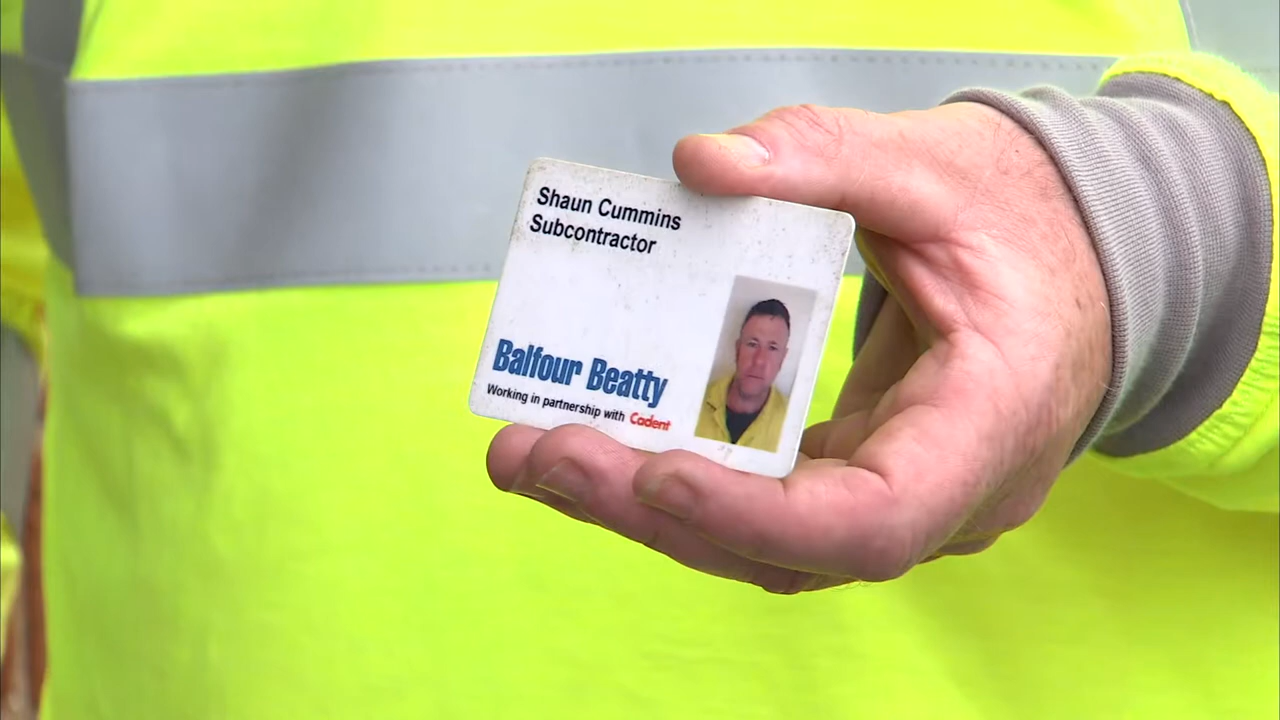 Shaun Cummins
Subcontractor
Balfour Beatty
Working in partnership with Cadent